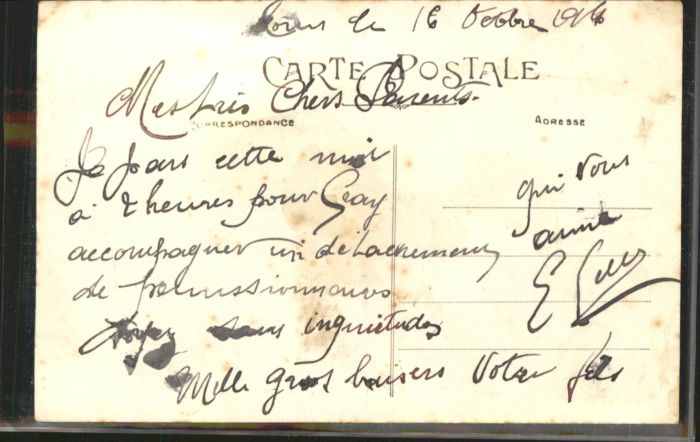 le 16 Octobre 1916
CARTE POSTALE
Mes très Chers Parents.
CORRESPONDANCE
ADRESSE
Je pars cette nuit
à 2 heures pour Gray
accompagner un détachement
de permissionnaires
Soyez sans inquiétudes
Mille gros baisers Votre fils
qui vous
aime
E